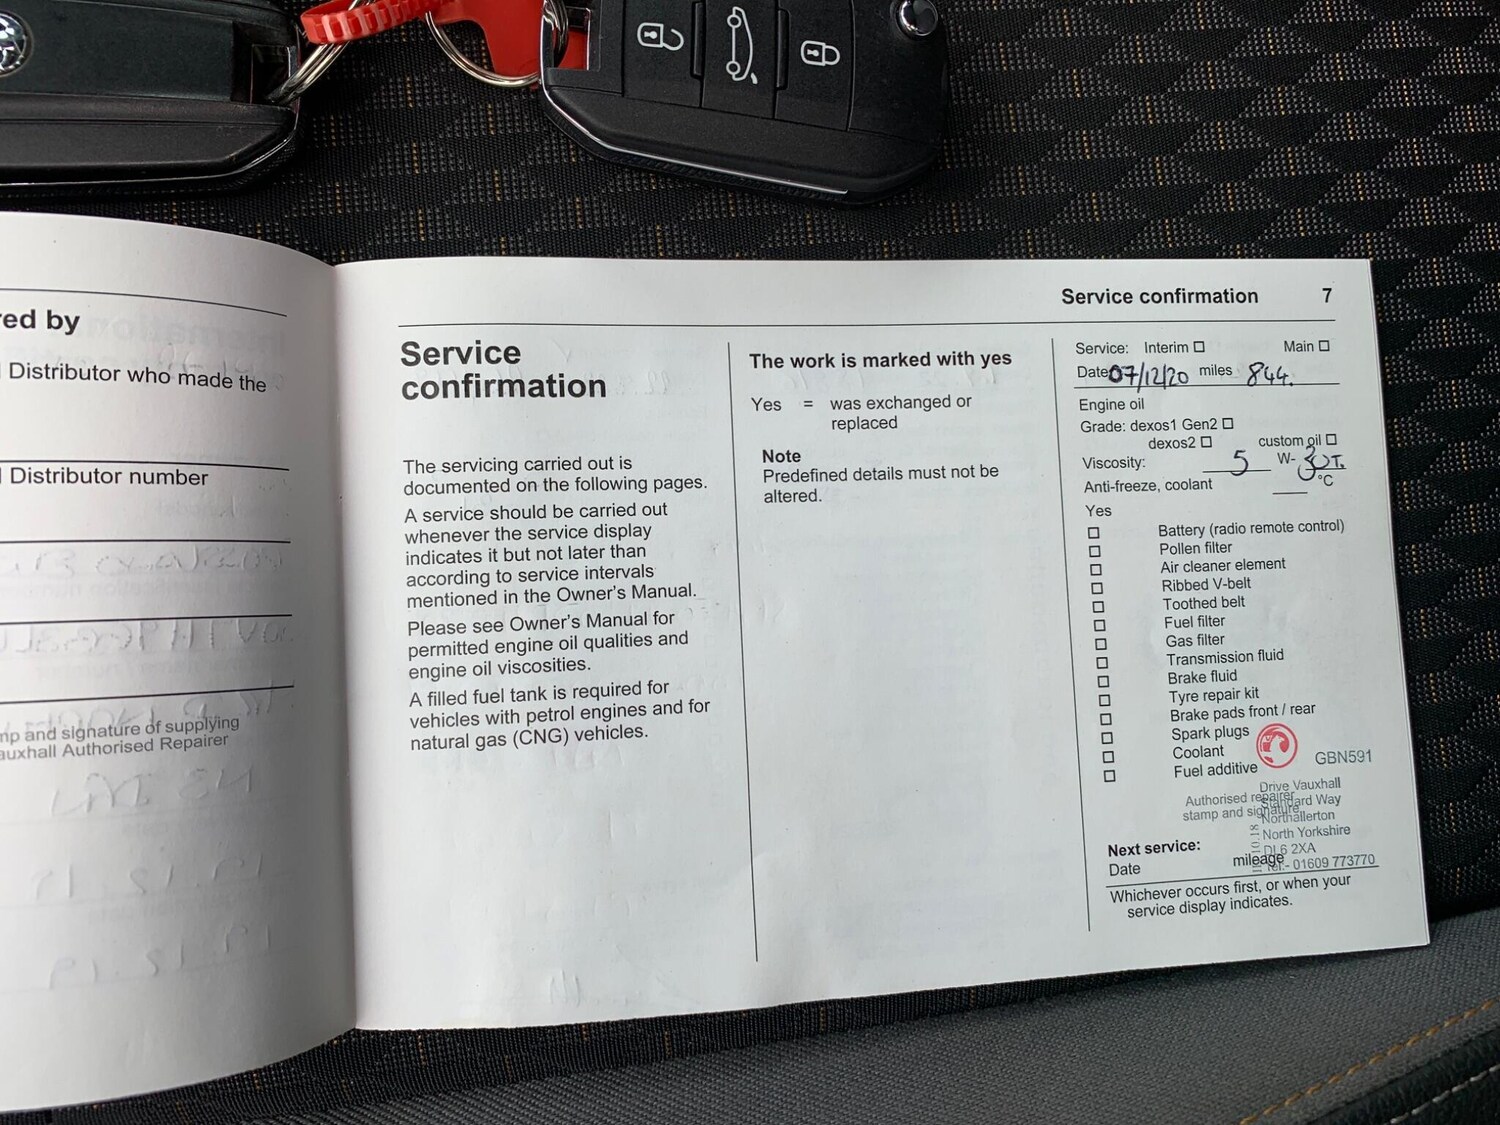 red by
Distributor who made the
Distributor number
mp and signature of supplying
auxhall Authorised Repairer
Service confirmation 7
Service
confirmation
The servicing carried out is
documented on the following pages.
A service should be carried out
whenever the service display
indicates it but not later than
according to service intervals
mentioned in the Owner's Manual.
Please see Owner's Manual for
permitted engine oil qualities and
engine oil viscosities.
A filled fuel tank is required for
vehicles with petrol engines and for
natural gas (CNG) vehicles.
The work is marked with yes
Yes = was exchanged or
replaced
Note
Predefined details must not be
altered.
Service: Interim Main
Date 07/12/20 miles 844.
Engine oil
Grade: dexos1 Gen2
dexos2 custom oil
Viscosity: 5 W-30T.
Anti-freeze, coolant °C
Yes
Battery (radio remote control)
Pollen filter
Air cleaner element
Ribbed V-belt
Toothed belt
Fuel filter
Gas filter
Transmission fluid
Brake fluid
Tyre repair kit
Brake pads front / rear
Spark plugs
Coolant
Fuel additive
GBN591
Authorised repairer
stamp and signature
Drive Vauxhall
Standard Way
Northallerton
North Yorkshire
DL6 2XA
Tel:- 01609 773770
Next service:
Date mileage
Whichever occurs first, or when your
service display indicates.